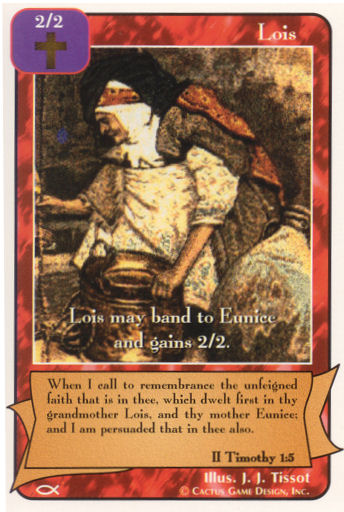 2/2
Lois
Lois may band to Eunice
and gains 2/2.
When I call to remembrance the unfeigned
faith that is in thee, which dwelt first in thy
grandmother Lois, and thy mother Eunice;
and I am persuaded that in thee also.
II Timothy 1:5
Illus. J. J. Tissot
© Cactus Game Design, Inc.